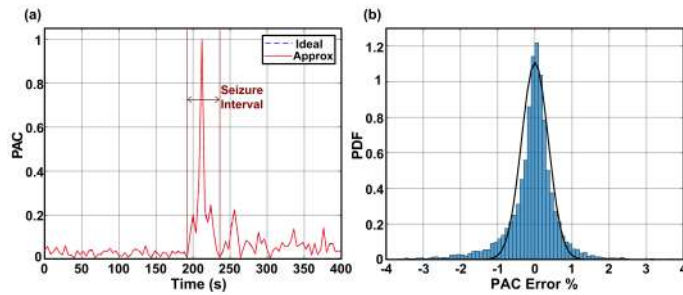 (a)
Ideal
Approx
Seizure
Interval
PAC
1
0.8
0.6
0.4
0.2
0
0 50 100 150 200 250 300 350 400
Time (s)
(b)
PDF
1.2
1
0.8
0.6
0.4
0.2
0
-4 -3 -2 -1 0 1 2 3 4
PAC Error %